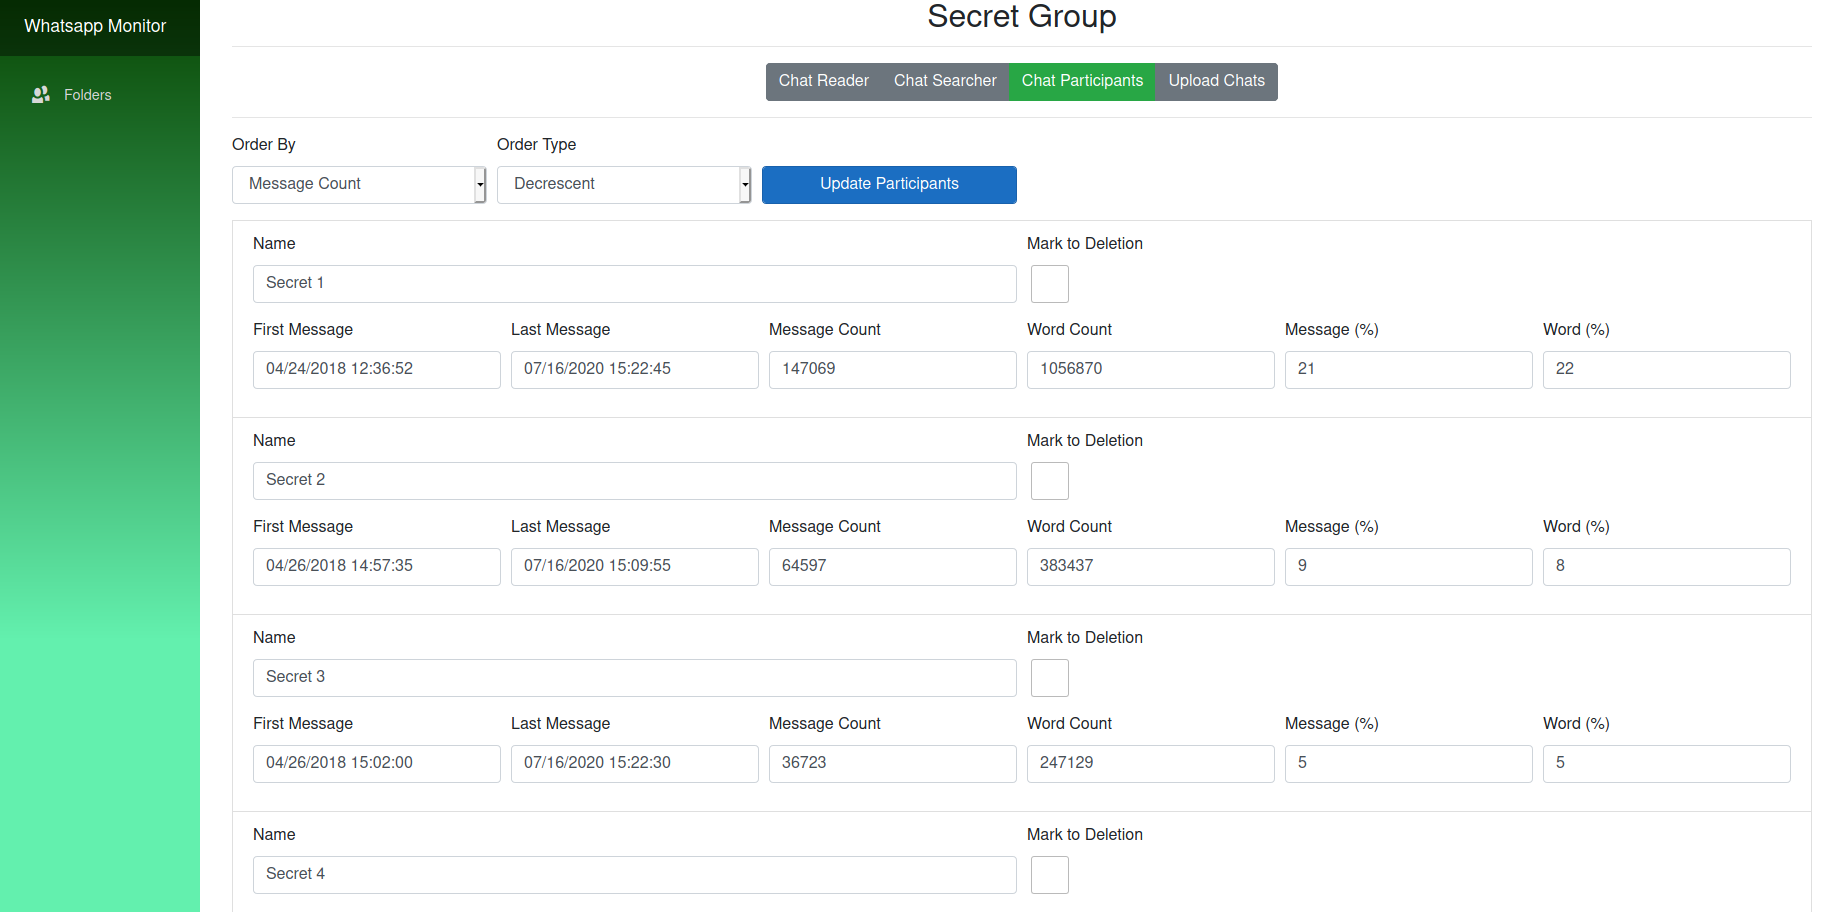 Whatsapp Monitor
Folders
Secret Group
Chat Reader Chat Searcher Chat Participants Upload Chats
Order By Order Type
Message Count Decrescent Update Participants
Name Mark to Deletion
Secret 1
First Message Last Message Message Count Word Count Message (%) Word (%)
04/24/2018 12:36:52 07/16/2020 15:22:45 147069 1056870 21 22
Name Mark to Deletion
Secret 2
First Message Last Message Message Count Word Count Message (%) Word (%)
04/26/2018 14:57:35 07/16/2020 15:09:55 64597 383437 9 8
Name Mark to Deletion
Secret 3
First Message Last Message Message Count Word Count Message (%) Word (%)
04/26/2018 15:02:00 07/16/2020 15:22:30 36723 247129 5 5
Name Mark to Deletion
Secret 4